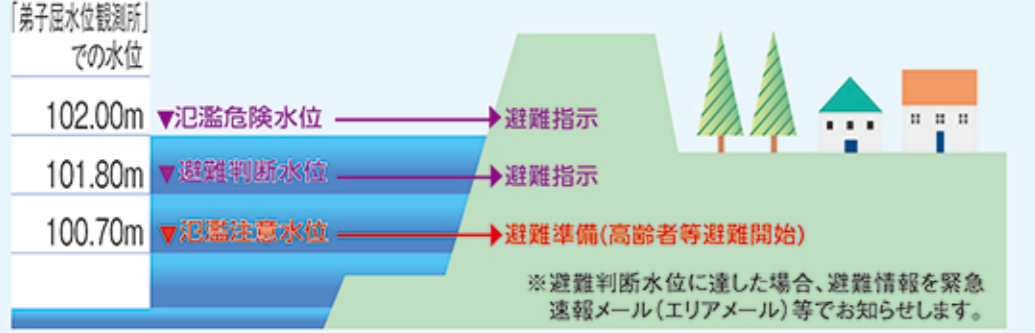 「弟子屈水位観測所」
での水位
102.00m ▼氾濫危険水位 避難指示
101.80m ▼避難判断水位 避難指示
100.70m ▼氾濫注意水位 避難準備(高齢者等避難開始)
※避難判断水位に達した場合、避難情報を緊急
速報メール(エリアメール)等でお知らせします。